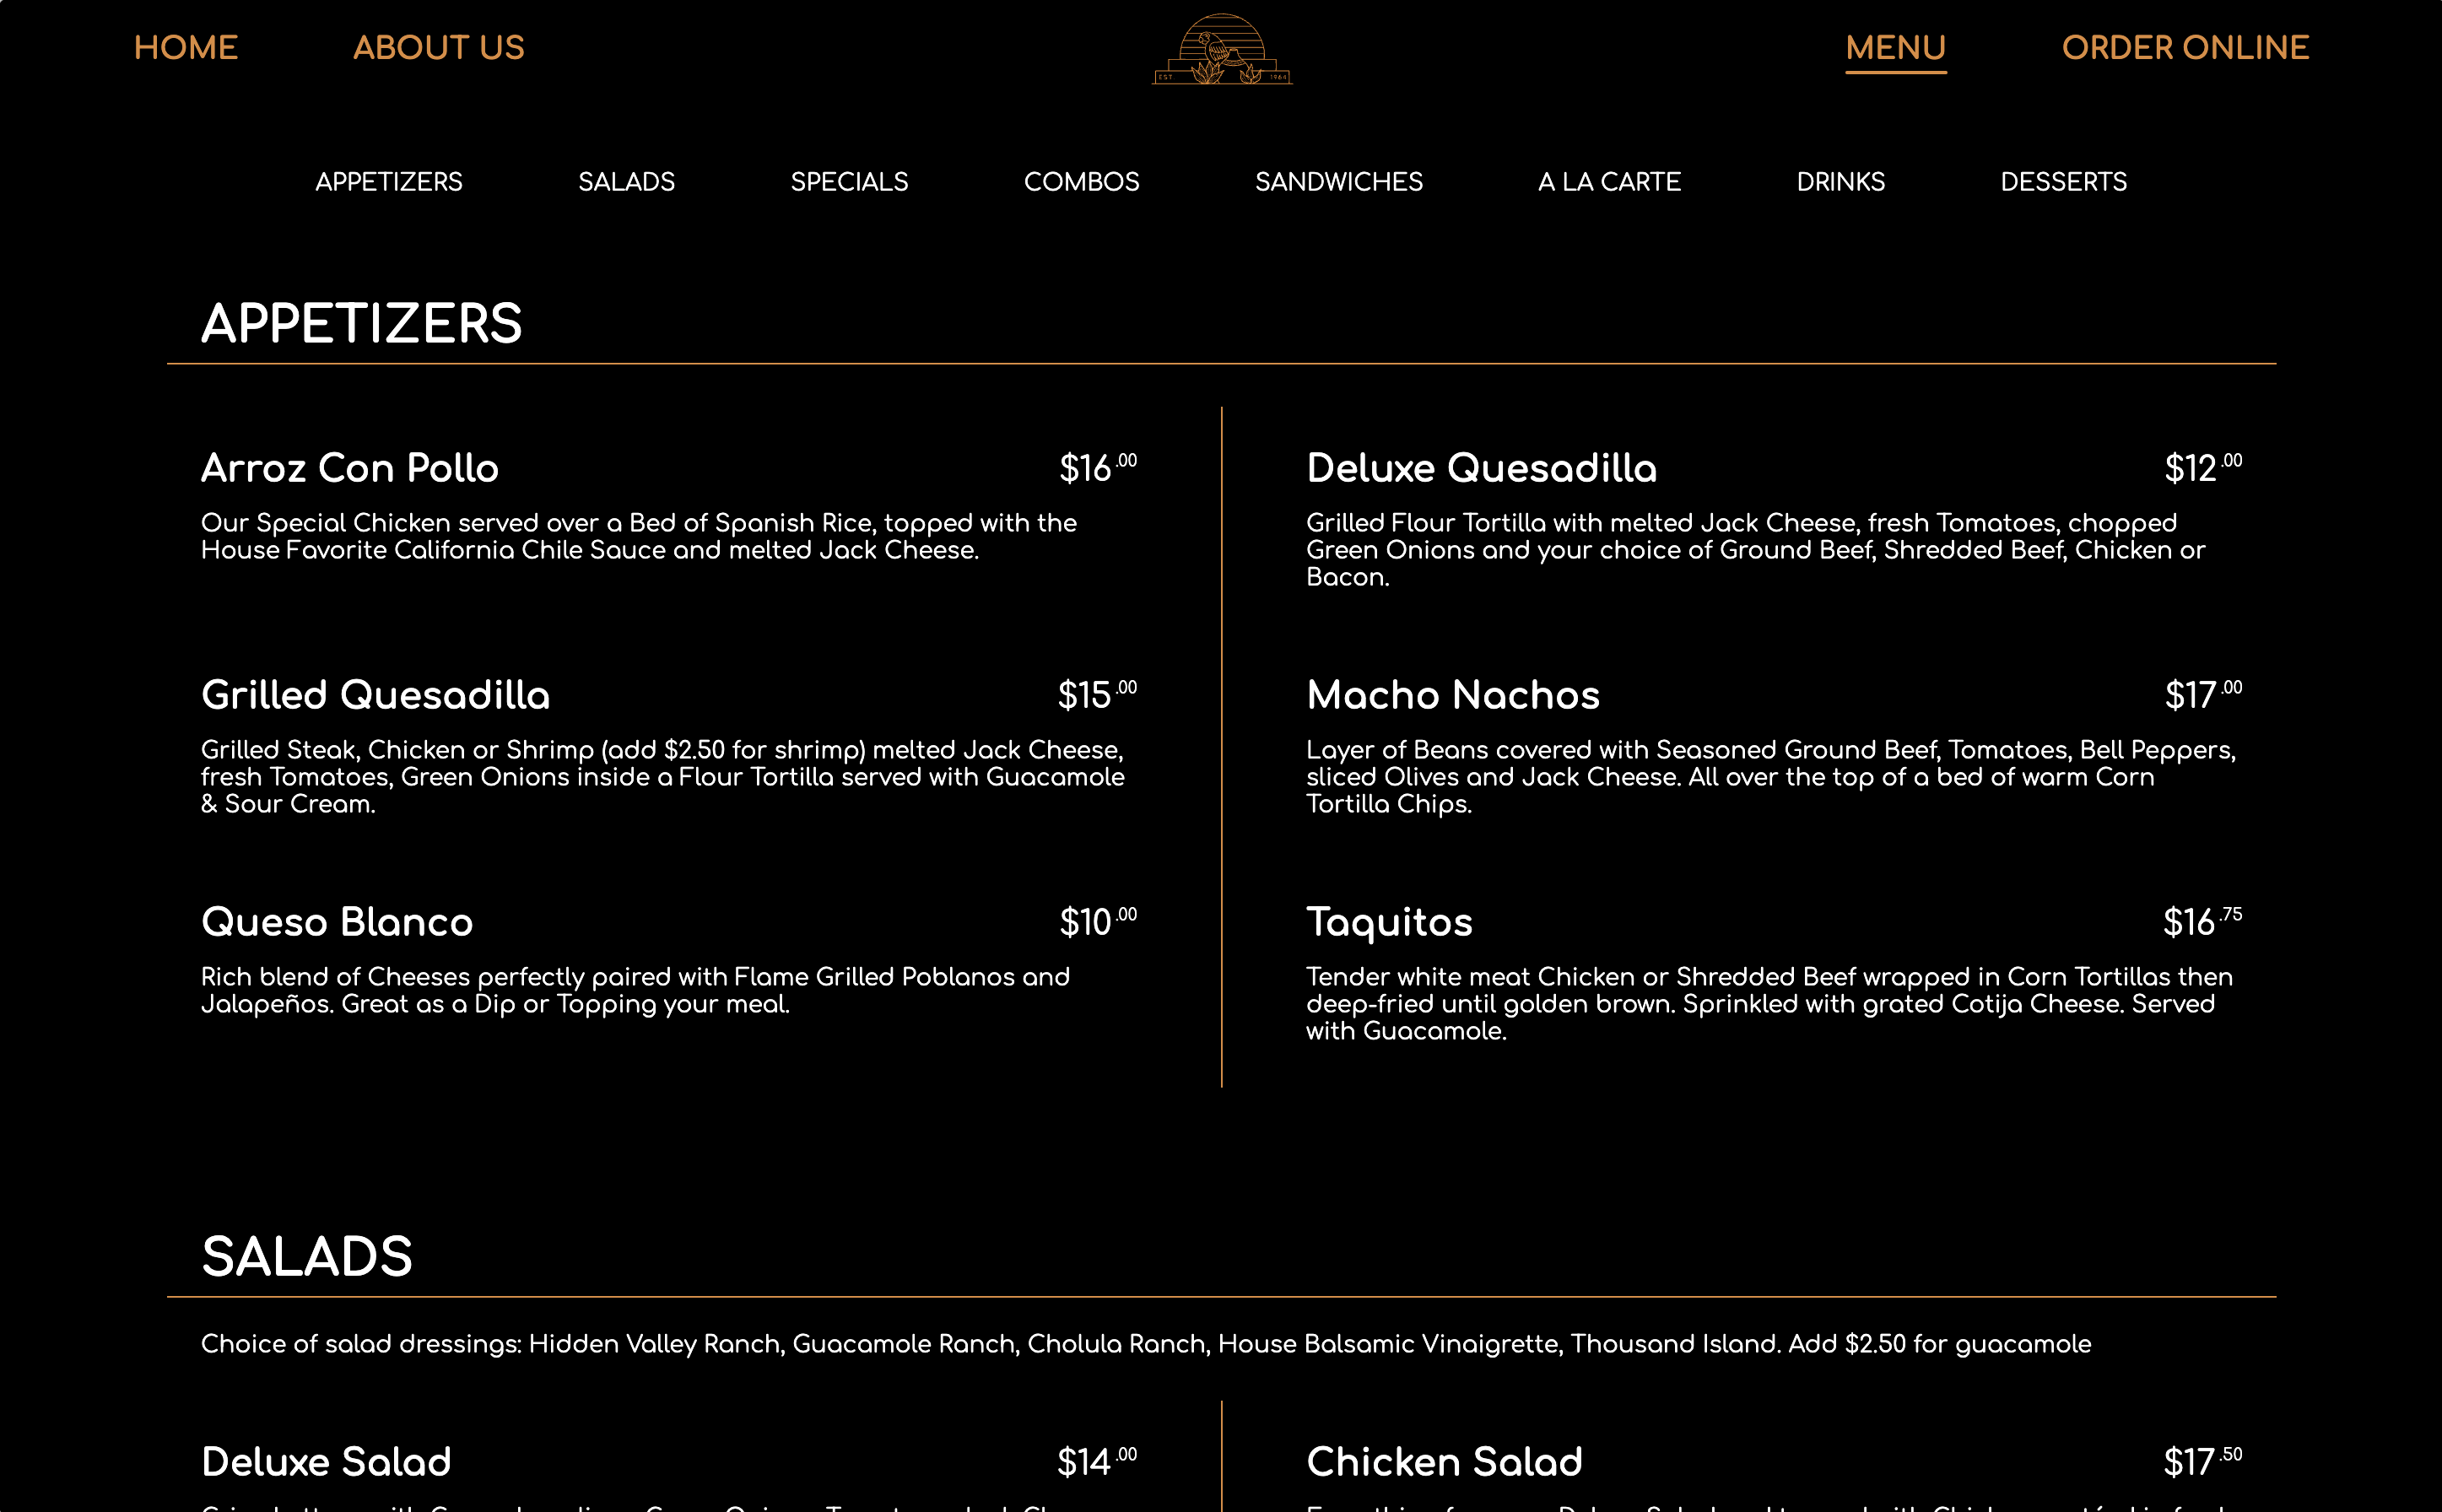 HOME
ABOUT US
EST
1964
MENU
ORDER ONLINE
APPETIZERS
SALADS
SPECIALS
COMBOS
SANDWICHES
A LA CARTE
DRINKS
DESSERTS
APPETIZERS
Arroz Con Pollo
$16.00
Our Special Chicken served over a Bed of Spanish Rice, topped with the
House Favorite California Chile Sauce and melted Jack Cheese.
Deluxe Quesadilla
$12.00
Grilled Flour Tortilla with melted Jack Cheese, fresh Tomatoes, chopped
Green Onions and your choice of Ground Beef, Shredded Beef, Chicken or
Bacon.
Grilled Quesadilla
$15.00
Grilled Steak, Chicken or Shrimp (add $2.50 for shrimp) melted Jack Cheese,
fresh Tomatoes, Green Onions inside a Flour Tortilla served with Guacamole
& Sour Cream.
Macho Nachos
$17.00
Layer of Beans covered with Seasoned Ground Beef, Tomatoes, Bell Peppers,
sliced Olives and Jack Cheese. All over the top of a bed of warm Corn
Tortilla Chips.
Queso Blanco
$10.00
Rich blend of Cheeses perfectly paired with Flame Grilled Poblanos and
Jalapeños. Great as a Dip or Topping your meal.
Taquitos
$16.75
Tender white meat Chicken or Shredded Beef wrapped in Corn Tortillas then
deep-fried until golden brown. Sprinkled with grated Cotija Cheese. Served
with Guacamole.
SALADS
Choice of salad dressings: Hidden Valley Ranch, Guacamole Ranch, Cholula Ranch, House Balsamic Vinaigrette, Thousand Island. Add $2.50 for guacamole
Deluxe Salad
$14.00
Chicken Salad
$17.50